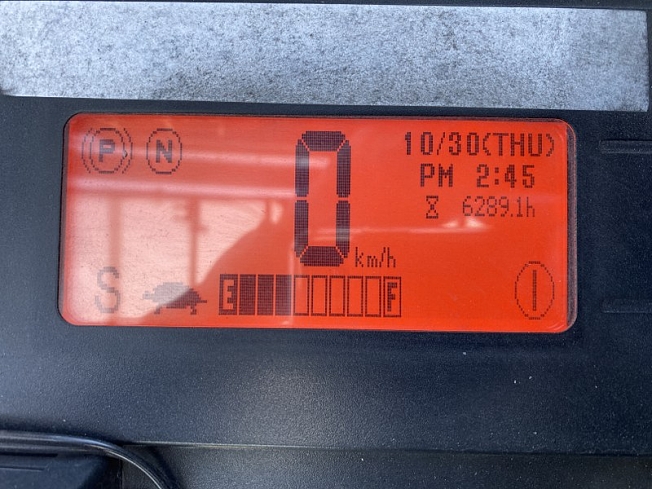 P N
10/30(THU)
PM 2:45
6289.1h
0 km/h
S E F